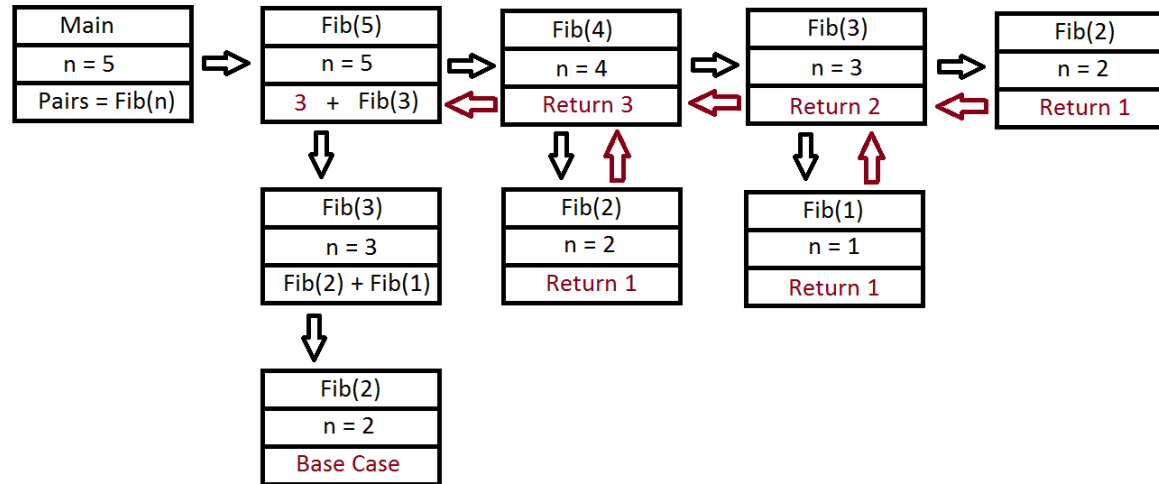 Main
n = 5
Pairs = Fib(n)
Fib(5)
n = 5
3 + Fib(3)
Fib(4)
n = 4
Return 3
Fib(3)
n = 3
Return 2
Fib(2)
n = 2
Return 1
Fib(3)
n = 3
Fib(2) + Fib(1)
Fib(2)
n = 2
Return 1
Fib(1)
n = 1
Return 1
Fib(2)
n = 2
Base Case